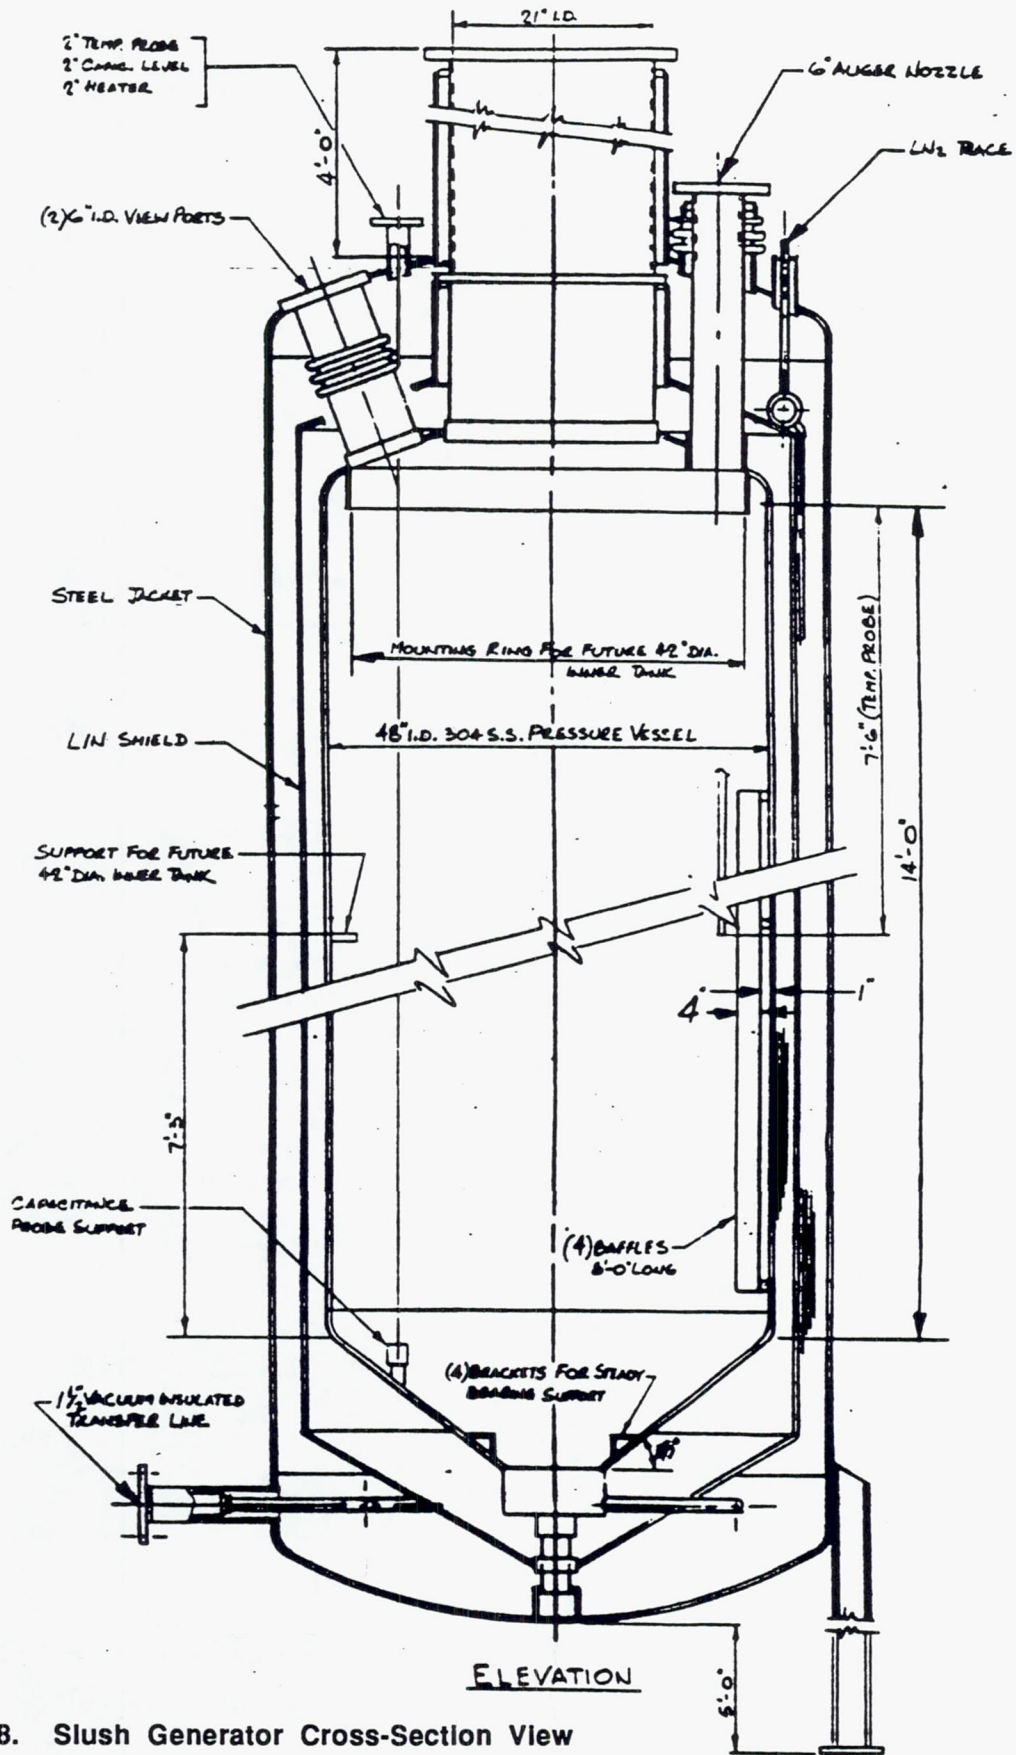 21" I.D.
2" TEMP. PROBE
2" CAPAC. LEVEL
2" HEATER
6" AUGER NOZZLE
4'-0"
LN₂ TRACE
(2) 6" I.D. VIEW PORTS
STEEL JACKET
MOUNTING RING FOR FUTURE 42" DIA.
INNER TANK
7'-6" (TEMP. PROBE)
LIN SHIELD
48" I.D. 304 S.S. PRESSURE VESSEL
14'-0"
SUPPORT FOR FUTURE
42" DIA. INNER TANK
1"
4"
CAPACITANCE
PROBE SUPPORT
(4) BAFFLES
8'-0" LONG
(4) BRACKETS FOR STEADY
BEARING SUPPORT
1½" VACUUM INSULATED
TRANSFER LINE
ELEVATION
5'-0"
8. Slush Generator Cross-Section View